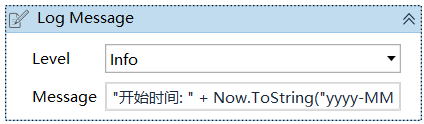 Log Message
Level Info
Message "开始时间: " + Now.ToString("yyyy-MM